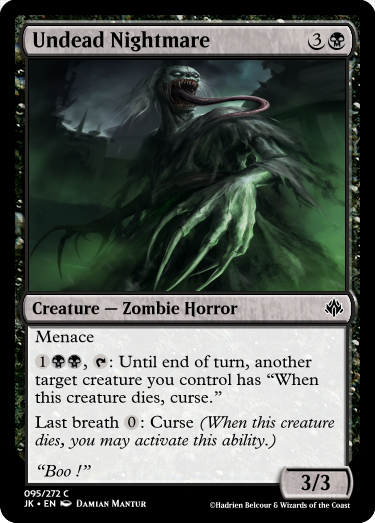 Undead Nightmare 3
Creature — Zombie Horror
Menace
1, : Until end of turn, another
target creature you control has “When
this creature dies, curse.”
Last breath 0: Curse (When this creature
dies, you may activate this ability.)
“Boo !”
3/3
095/272 C
JK • EN Damian Mantur
©Hadrien Belcour & Wizards of the Coast